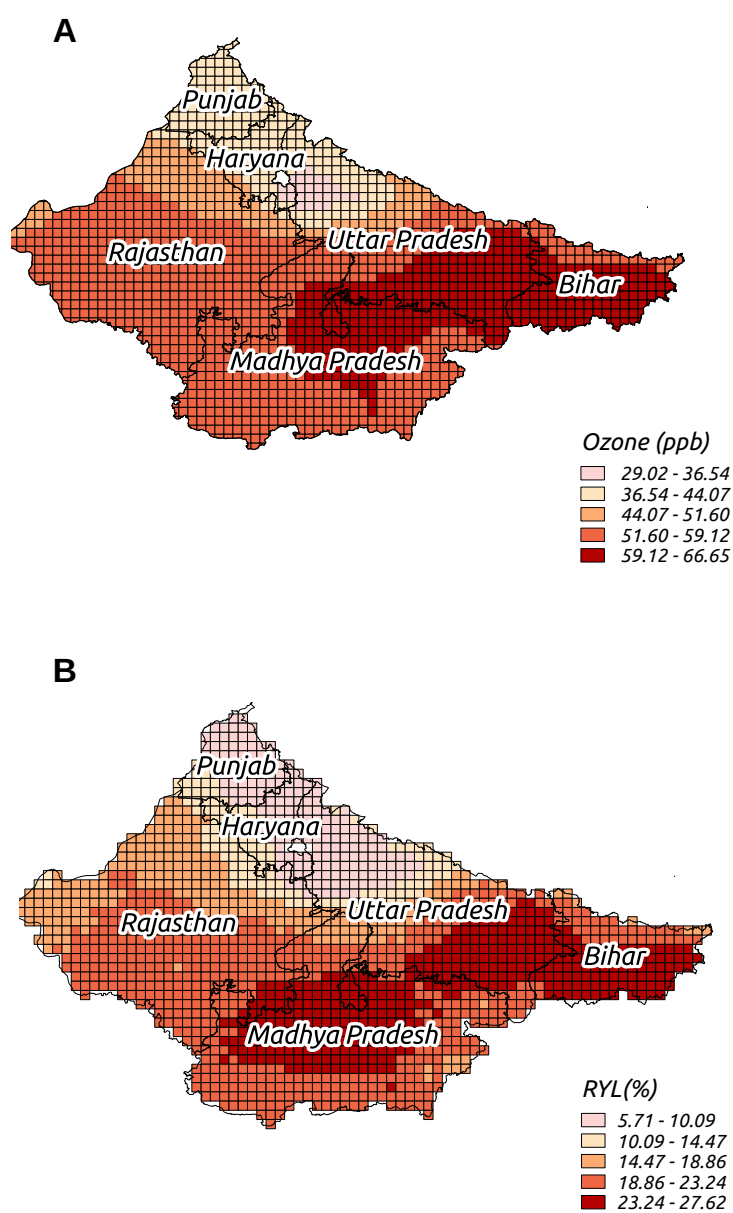 A
Punjab
Haryana
Rajasthan
Uttar Pradesh
Bihar
Madhya Pradesh
Ozone (ppb)
29.02 - 36.54
36.54 - 44.07
44.07 - 51.60
51.60 - 59.12
59.12 - 66.65
B
Punjab
Haryana
Rajasthan
Uttar Pradesh
Bihar
Madhya Pradesh
RYL(%)
5.71 - 10.09
10.09 - 14.47
14.47 - 18.86
18.86 - 23.24
23.24 - 27.62